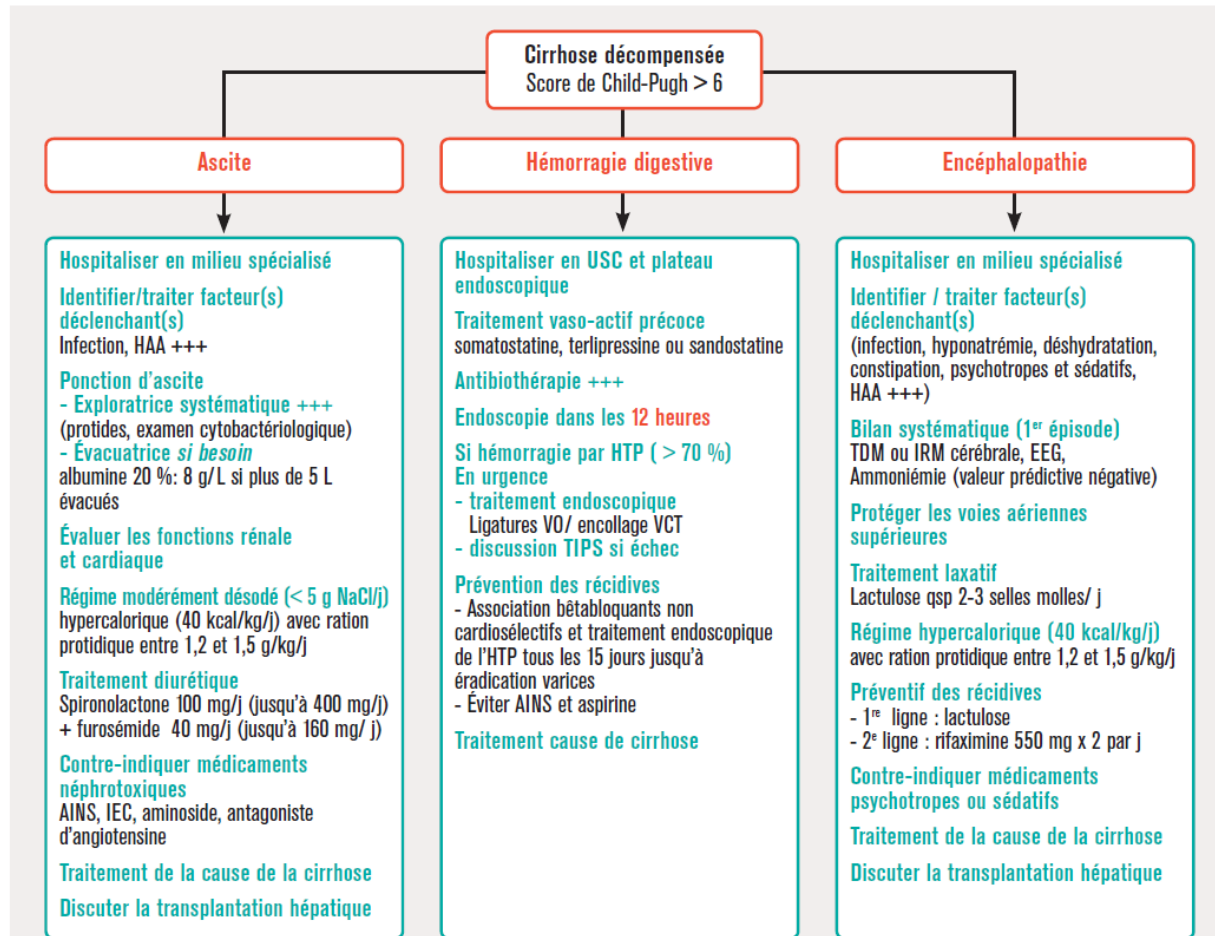 Cirrhose décompensée
Score de Child-Pugh > 6
Ascite
Hospitaliser en milieu spécialisé
Identifier/traiter facteur(s)
déclenchant(s)
Infection, HAA +++
Ponction d'ascite
- Exploratrice systématique +++
(protides, examen cytobactériologique)
- Évacuatrice si besoin
albumine 20 %: 8 g/L si plus de 5 L
évacués
Évaluer les fonctions rénale
et cardiaque
Régime modérément désodé (< 5 g NaCl/j)
hypercalorique (40 kcal/kg/j) avec ration
protidique entre 1,2 et 1,5 g/kg/j
Traitement diurétique
Spironolactone 100 mg/j (jusqu'à 400 mg/j)
+ furosémide 40 mg/j (jusqu'à 160 mg/ j)
Contre-indiquer médicaments
néphrotoxiques
AINS, IEC, aminoside, antagoniste
d'angiotensine
Traitement de la cause de la cirrhose
Discuter la transplantation hépatique
Hémorragie digestive
Hospitaliser en USC et plateau
endoscopique
Traitement vaso-actif précoce
somatostatine, terlipressine ou sandostatine
Antibiothérapie +++
Endoscopie dans les 12 heures
Si hémorragie par HTP ( > 70 %)
En urgence
- traitement endoscopique
Ligatures VO/ encollage VCT
- discussion TIPS si échec
Prévention des récidives
- Association bêtabloquants non
cardiosélectifs et traitement endoscopique
de l'HTP tous les 15 jours jusqu'à
éradication varices
- Éviter AINS et aspirine
Traitement cause de cirrhose
Encéphalopathie
Hospitaliser en milieu spécialisé
Identifier / traiter facteur(s)
déclenchant(s)
(infection, hyponatrémie, déshydratation,
constipation, psychotropes et sédatifs,
HAA +++)
Bilan systématique (1er épisode)
TDM ou IRM cérébrale, EEG,
Ammoniémie (valeur prédictive négative)
Protéger les voies aériennes
supérieures
Traitement laxatif
Lactulose qsp 2-3 selles molles/ j
Régime hypercalorique (40 kcal/kg/j)
avec ration protidique entre 1,2 et 1,5 g/kg/j
Préventif des récidives
- 1re ligne : lactulose
- 2e ligne : rifaximine 550 mg x 2 par j
Contre-indiquer médicaments
psychotropes ou sédatifs
Traitement de la cause de la cirrhose
Discuter la transplantation hépatique